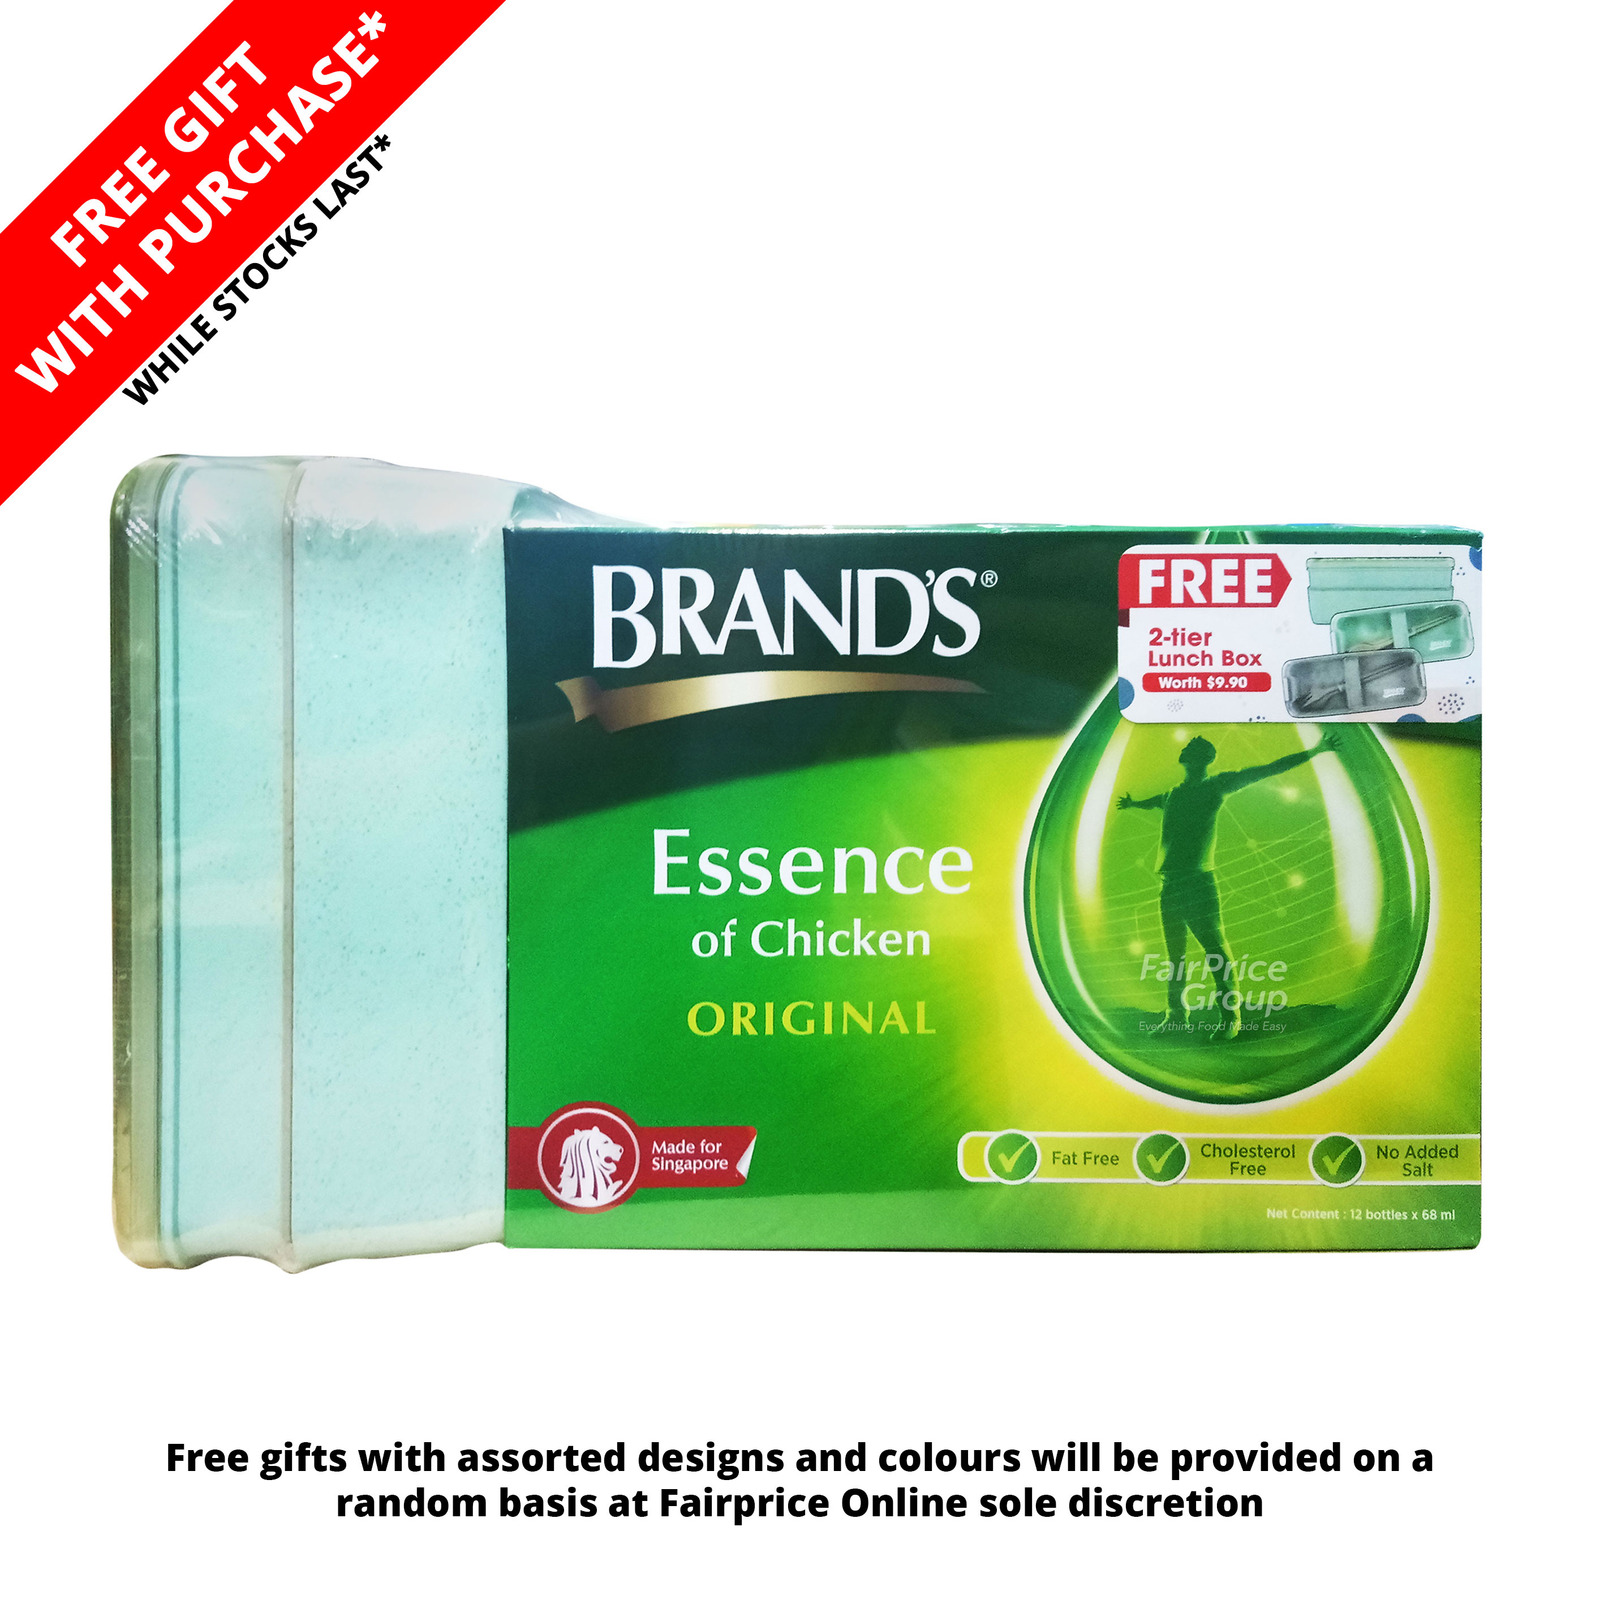 FREE GIFT
WITH PURCHASE*
WHILE STOCKS LAST*
BRAND'S®
FREE
2-tier
Lunch Box
Worth $9.90
Essence
of Chicken
ORIGINAL
FairPrice
Group
Everything Food Made Easy
Made for
Singapore
Fat Free
Cholesterol
Free
No Added
Salt
Net Content : 12 bottles x 68 ml
Free gifts with assorted designs and colours will be provided on a
random basis at Fairprice Online sole discretion